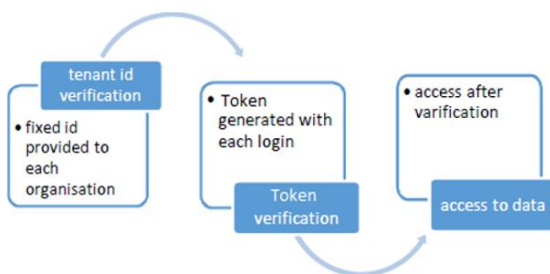 tenant id
verification
• fixed id
provided to
each
organisation
• Token
generated with
each login
Token
verification
• access after
varification
access to data